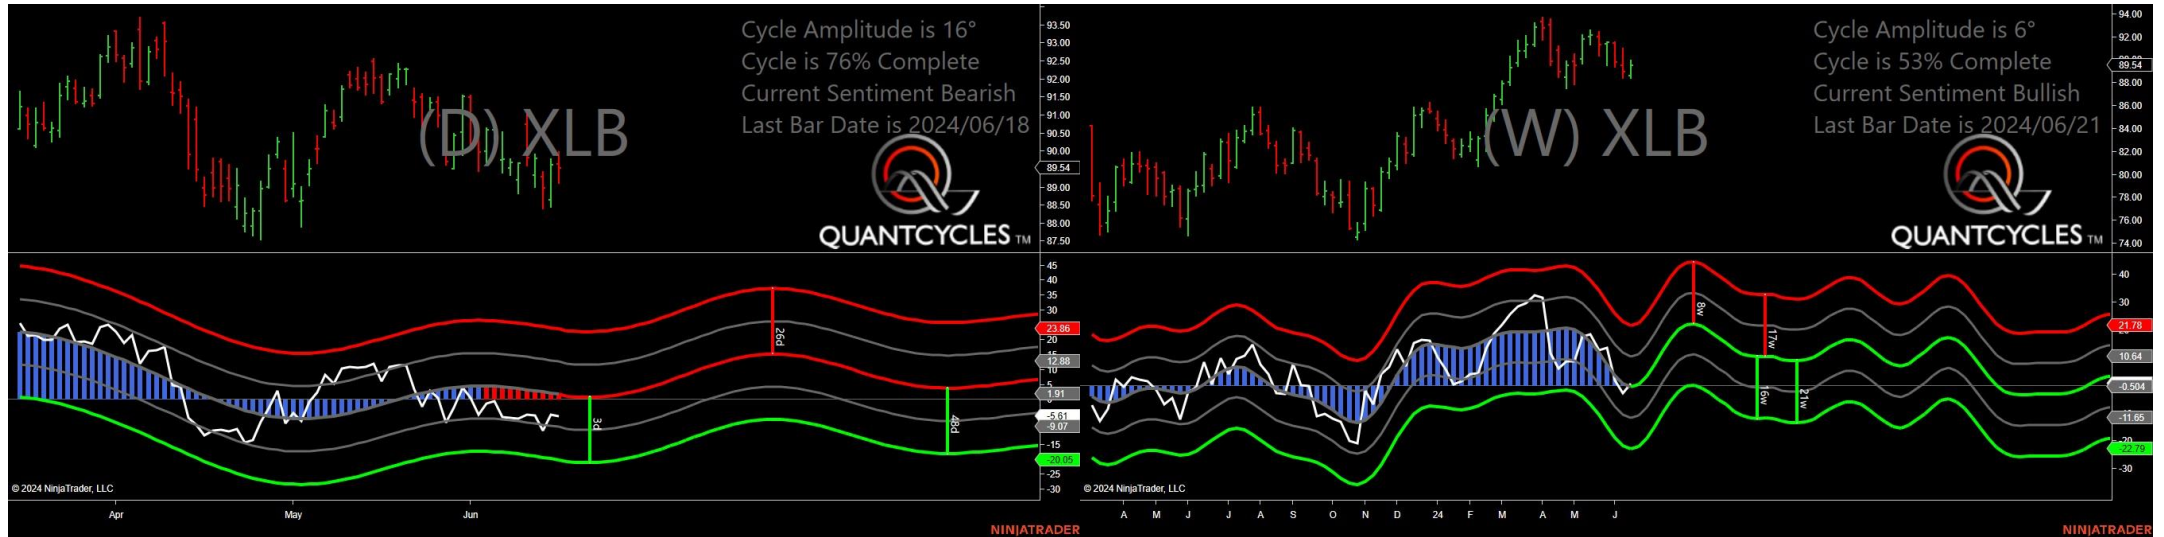 Cycle Amplitude is 16°
Cycle is 76% Complete
Current Sentiment Bearish
Last Bar Date is 2024/06/18
(D) XLB
QUANTCYCLES TM
93.50
93.00
92.50
92.00
91.50
91.00
90.50
90.00
89.54
89.00
88.50
88.00
87.50
45
40
35
30
23.86
20
15
12.88
10
5
1.91
-5.61
-9.07
-15
-20.05
-25
-30
26d
3d
48d
© 2024 NinjaTrader, LLC
Apr
May
Jun
NINJATRADER
Cycle Amplitude is 6°
Cycle is 53% Complete
Current Sentiment Bullish
Last Bar Date is 2024/06/21
(W) XLB
QUANTCYCLES TM
94.00
92.00
89.54
88.00
86.00
84.00
82.00
80.00
78.00
76.00
74.00
40
30
21.78
10.64
-0.504
-11.65
-20
-22.79
-30
8w
17w
16w
21w
© 2024 NinjaTrader, LLC
A M J J A S O N D 24 F M A M J
NINJATRADER